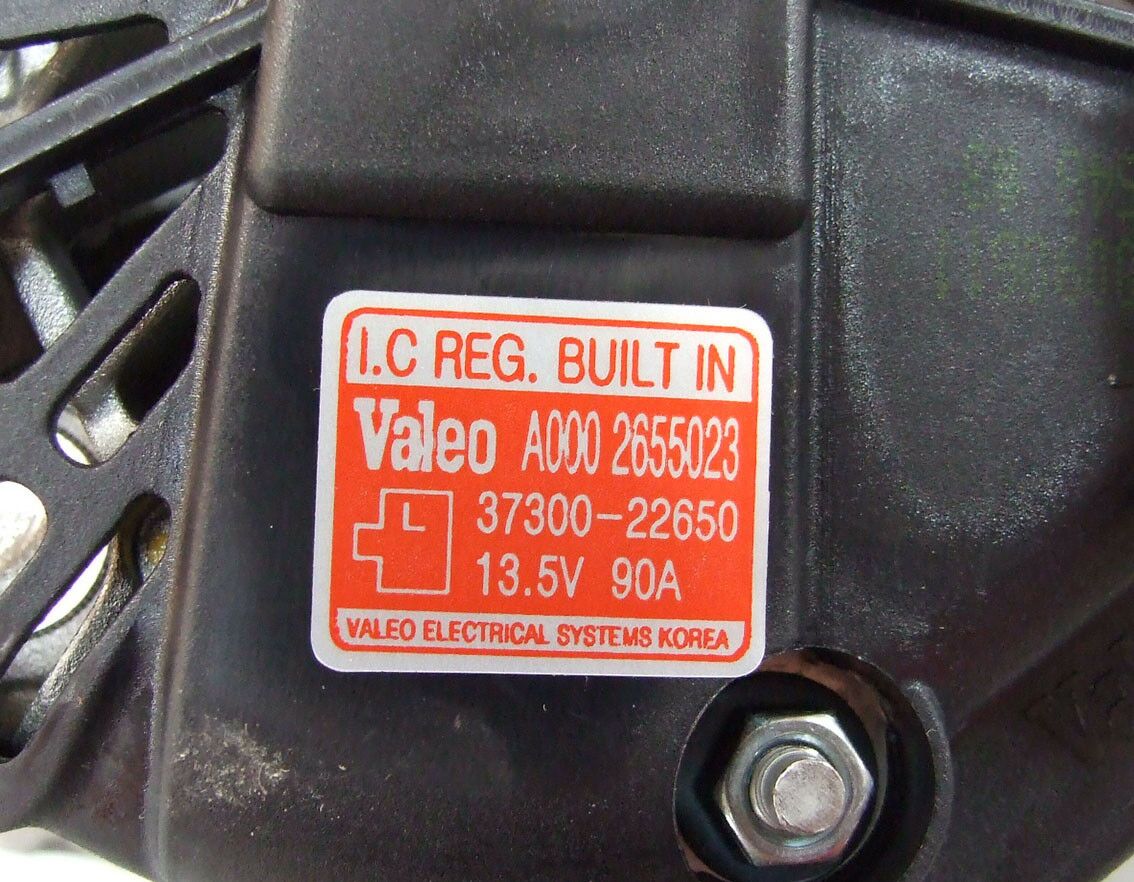 I.C REG. BUILT IN
Valeo A000 2655023
L 37300-22650
13.5V 90A
VALEO ELECTRICAL SYSTEMS KOREA